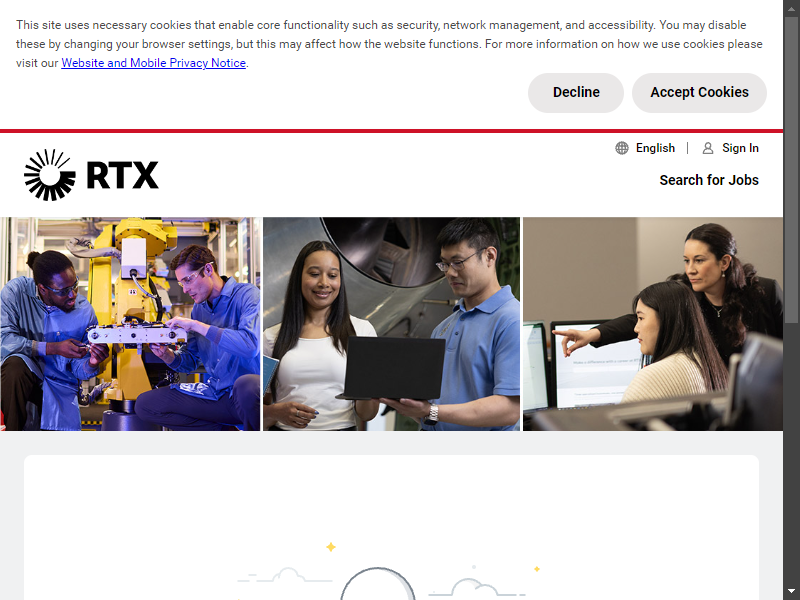 This site uses necessary cookies that enable core functionality such as security, network management, and accessibility. You may disable
these by changing your browser settings, but this may affect how the website functions. For more information on how we use cookies please
visit our Website and Mobile Privacy Notice.
Decline
Accept Cookies
English
Sign In
RTX
Search for Jobs